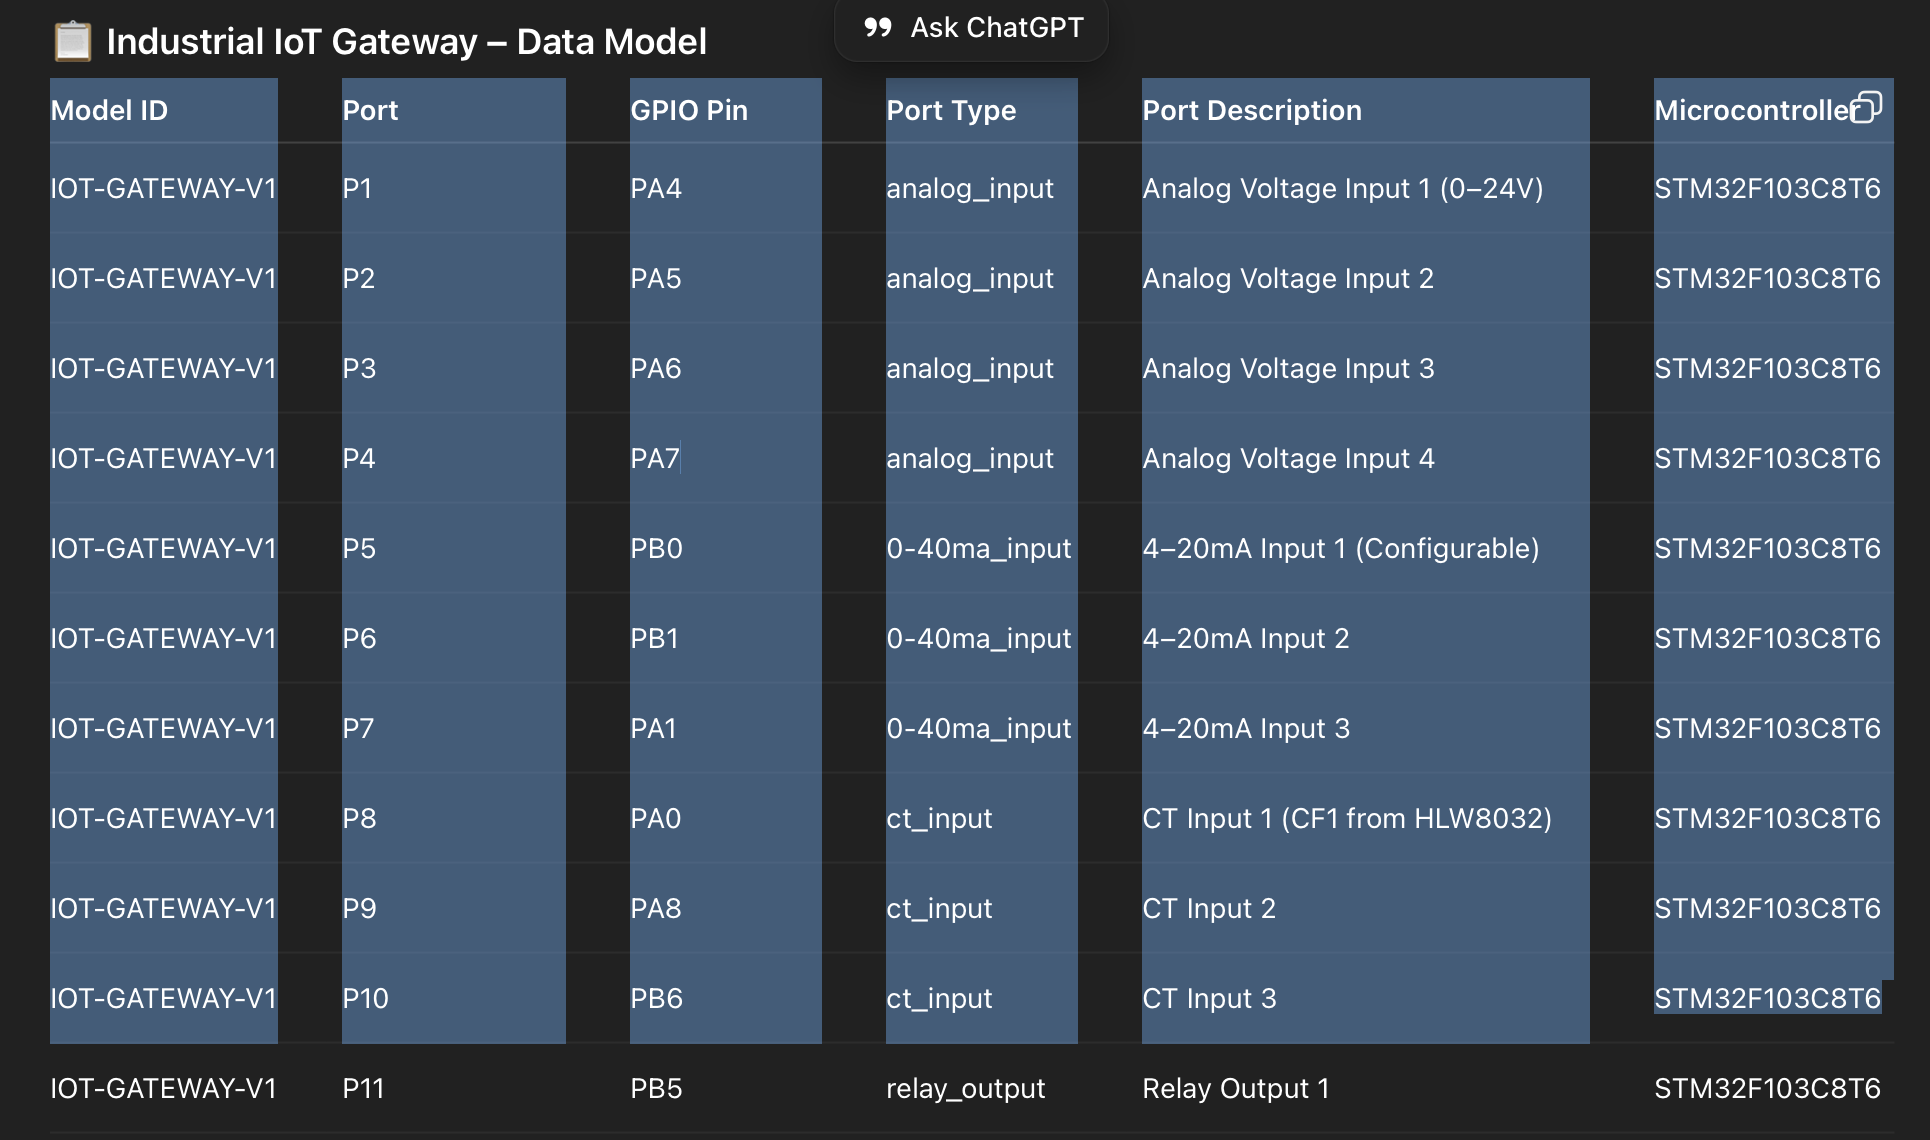 📋 Industrial IoT Gateway – Data Model
Ask ChatGPT
Model ID Port GPIO Pin Port Type Port Description Microcontroller
IOT-GATEWAY-V1 P1 PA4 analog_input Analog Voltage Input 1 (0–24V) STM32F103C8T6
IOT-GATEWAY-V1 P2 PA5 analog_input Analog Voltage Input 2 STM32F103C8T6
IOT-GATEWAY-V1 P3 PA6 analog_input Analog Voltage Input 3 STM32F103C8T6
IOT-GATEWAY-V1 P4 PA7 analog_input Analog Voltage Input 4 STM32F103C8T6
IOT-GATEWAY-V1 P5 PB0 0-40ma_input 4–20mA Input 1 (Configurable) STM32F103C8T6
IOT-GATEWAY-V1 P6 PB1 0-40ma_input 4–20mA Input 2 STM32F103C8T6
IOT-GATEWAY-V1 P7 PA1 0-40ma_input 4–20mA Input 3 STM32F103C8T6
IOT-GATEWAY-V1 P8 PA0 ct_input CT Input 1 (CF1 from HLW8032) STM32F103C8T6
IOT-GATEWAY-V1 P9 PA8 ct_input CT Input 2 STM32F103C8T6
IOT-GATEWAY-V1 P10 PB6 ct_input CT Input 3 STM32F103C8T6
IOT-GATEWAY-V1 P11 PB5 relay_output Relay Output 1 STM32F103C8T6